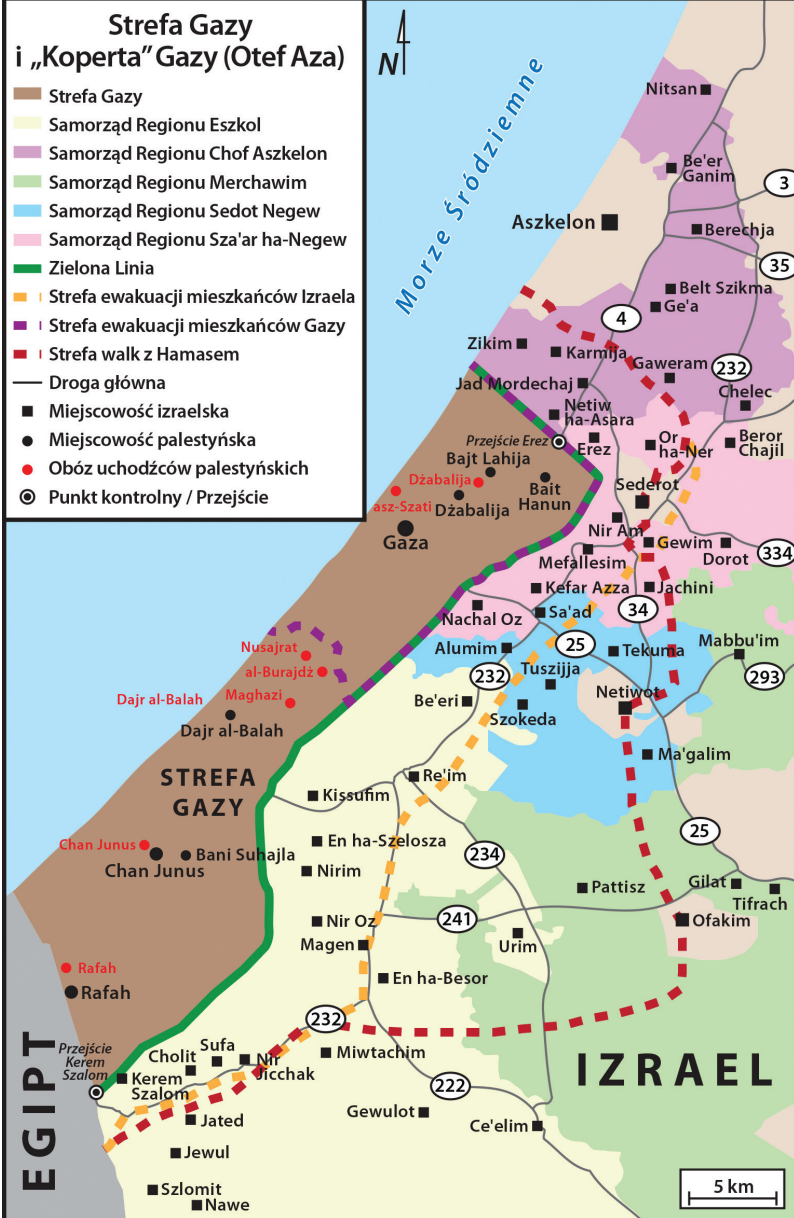 Strefa Gazy
i „Koperta” Gazy (Otef Aza)
Strefa Gazy
Samorząd Regionu Eszkol
Samorząd Regionu Chof Aszkelon
Samorząd Regionu Merchawim
Samorząd Regionu Sedot Negew
Samorząd Regionu Sza'ar ha-Negew
Zielona Linia
Strefa ewakuacji mieszkańców Izraela
Strefa ewakuacji mieszkańców Gazy
Strefa walk z Hamasem
Droga główna
Miejscowość izraelska
Miejscowość palestyńska
Obóz uchodźców palestyńskich
Punkt kontrolny / Przejście
N
Morze Śródziemne
Nitsan
Be'er
Ganim
3
Aszkelon
Berechja
35
Belt Szikma
Ge'a
4
Zikim
Karmija
Gaweram
232
Jad Mordechaj
Chelec
Netiw
ha-Asara
Przejście Erez
Erez
Or
ha-Ner
Beror
Chajil
Bajt Lahija
Dżabalija
asz-Szati
Dżabalija
Bait
Hanun
Sederot
Gaza
Nir Am
Gewim
Dorot
334
Mefallesim
Kefar Azza
Jachini
Nachal Oz
Sa'ad
34
Alumim
25
Tekuma
Mabbu'im
Nusajrat
al-Burajdż
Maghazi
232
Tuszijja
293
Be'eri
Szokeda
Netiwot
Dajr al-Balah
Dajr al-Balah
Ma'galim
STREFA
GAZY
Re'im
Kissufim
25
Chan Junus
Chan Junus
Bani Suhajla
En ha-Szelosza
234
Nirim
Pattisz
Gilat
Tifrach
Nir Oz
241
Ofakim
Magen
Urim
Rafah
Rafah
En ha-Besor
232
EGIPT
Przejście
Kerem
Szalom
Cholit
Sufa
Nir
Jicchak
Miwtachim
IZRAEL
Kerem
Szalom
222
Jated
Gewulot
Ce'elim
Jewul
Szlomit
Nawe
5 km